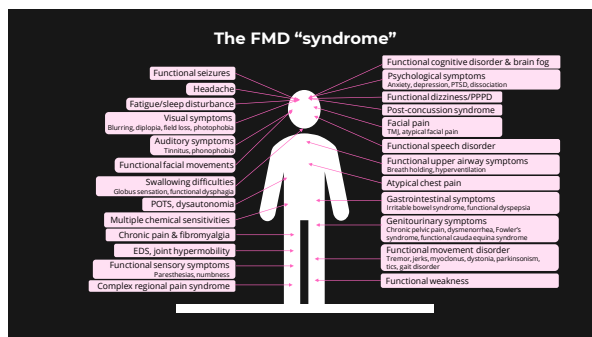 The FMD “syndrome”
Functional seizures
Headache
Fatigue/sleep disturbance
Visual symptoms
Blurring, diplopia, field loss, photophobia
Auditory symptoms
Tinnitus, phonophobia
Functional facial movements
Swallowing difficulties
Globus sensation, functional dysphagia
POTS, dysautonomia
Multiple chemical sensitivities
Chronic pain & fibromyalgia
EDS, joint hypermobility
Functional sensory symptoms
Paresthesias, numbness
Complex regional pain syndrome
Functional cognitive disorder & brain fog
Psychological symptoms
Anxiety, depression, PTSD, dissociation
Functional dizziness/PPPD
Post-concussion syndrome
Facial pain
TMJ, atypical facial pain
Functional speech disorder
Functional upper airway symptoms
Breath holding, hyperventilation
Atypical chest pain
Gastrointestinal symptoms
Irritable bowel syndrome, functional dyspepsia
Genitourinary symptoms
Chronic pelvic pain, dysmenorrhea, Fowler’s
syndrome, functional cauda equina syndrome
Functional movement disorder
Tremor, jerks, myoclonus, dystonia, parkinsonism,
tics, gait disorder
Functional weakness